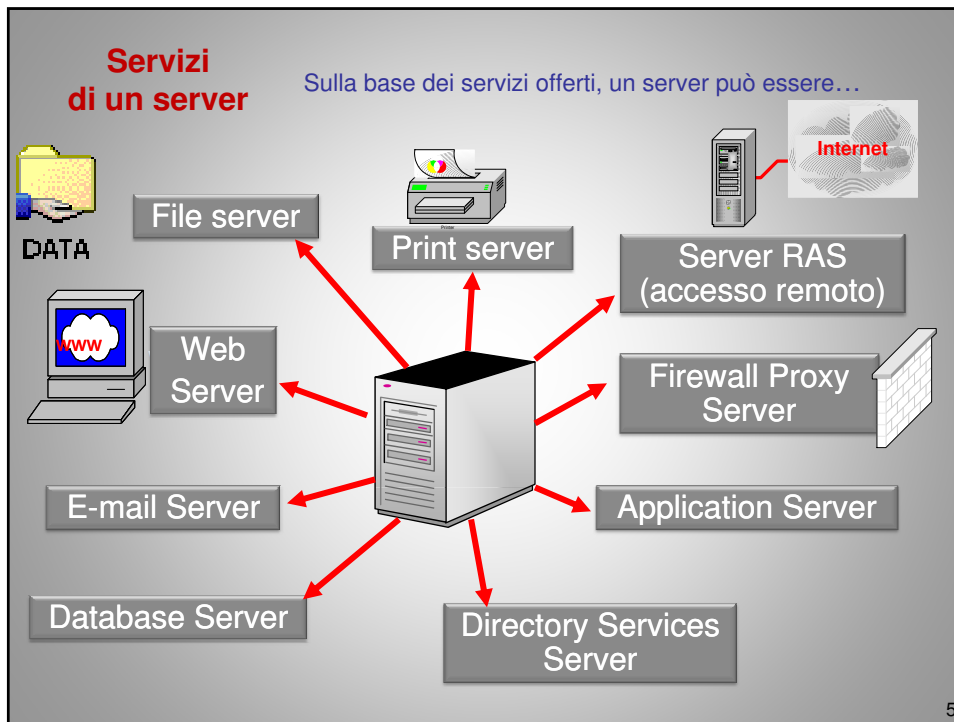 Servizi
di un server
Sulla base dei servizi offerti, un server può essere…
Internet
DATA
File server
Printer
Print server
Server RAS
(accesso remoto)
www
Web
Server
Firewall Proxy
Server
E-mail Server
Application Server
Database Server
Directory Services
Server
5